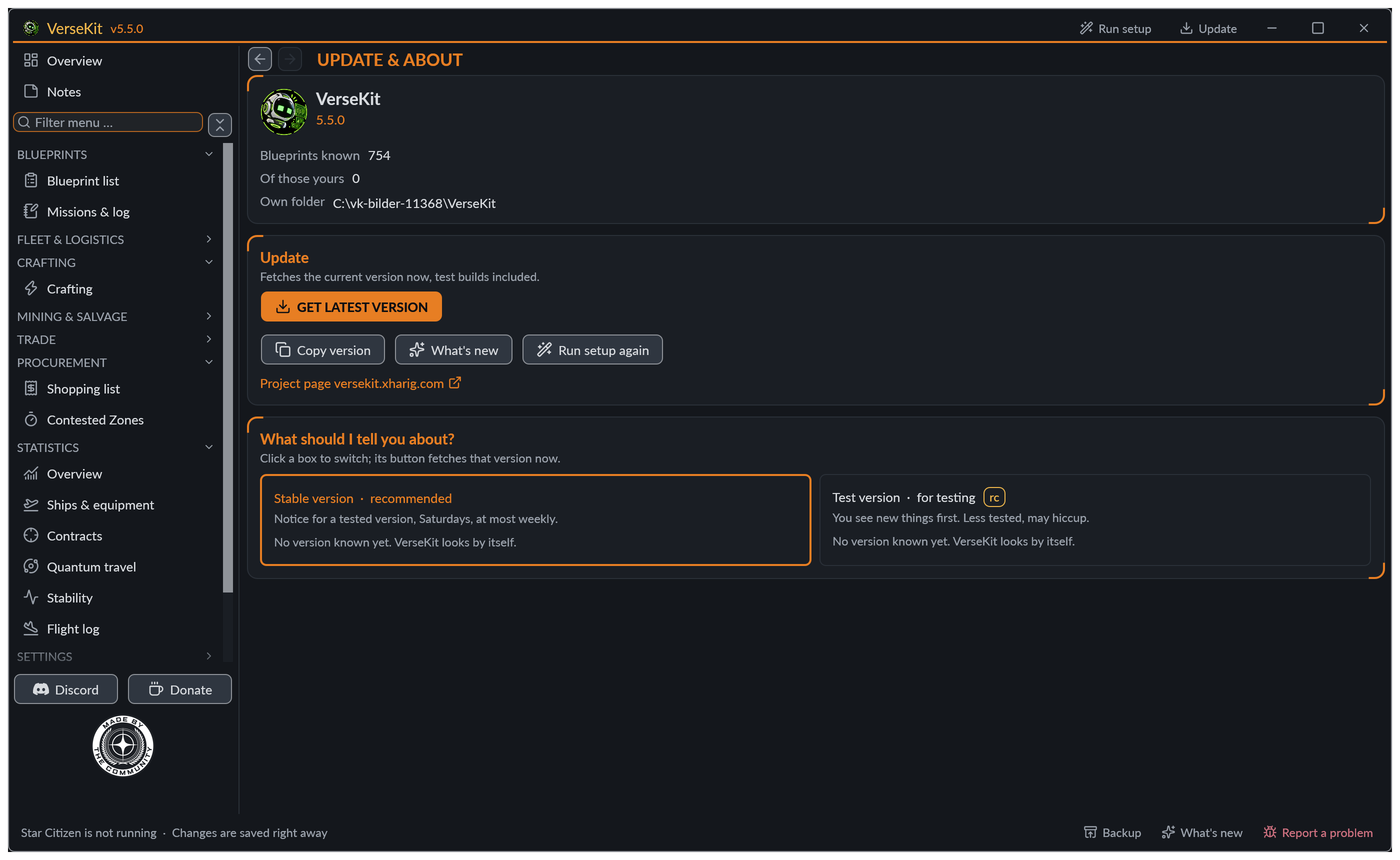 VerseKit v5.5.0
Run setup
Update
Overview
Notes
Filter menu ...
BLUEPRINTS
Blueprint list
Missions & log
FLEET & LOGISTICS
CRAFTING
Crafting
MINING & SALVAGE
TRADE
PROCUREMENT
Shopping list
Contested Zones
STATISTICS
Overview
Ships & equipment
Contracts
Quantum travel
Stability
Flight log
SETTINGS
Discord
Donate
MADE BY
THE COMMUNITY
UPDATE & ABOUT
VerseKit
5.5.0
Blueprints known 754
Of those yours 0
Own folder C:\vk-bilder-11368\VerseKit
Update
Fetches the current version now, test builds included.
GET LATEST VERSION
Copy version
What's new
Run setup again
Project page versekit.xharig.com
What should I tell you about?
Click a box to switch; its button fetches that version now.
Stable version · recommended
Notice for a tested version, Saturdays, at most weekly.
No version known yet. VerseKit looks by itself.
Test version · for testing rc
You see new things first. Less tested, may hiccup.
No version known yet. VerseKit looks by itself.
Star Citizen is not running · Changes are saved right away
Backup
What's new
Report a problem